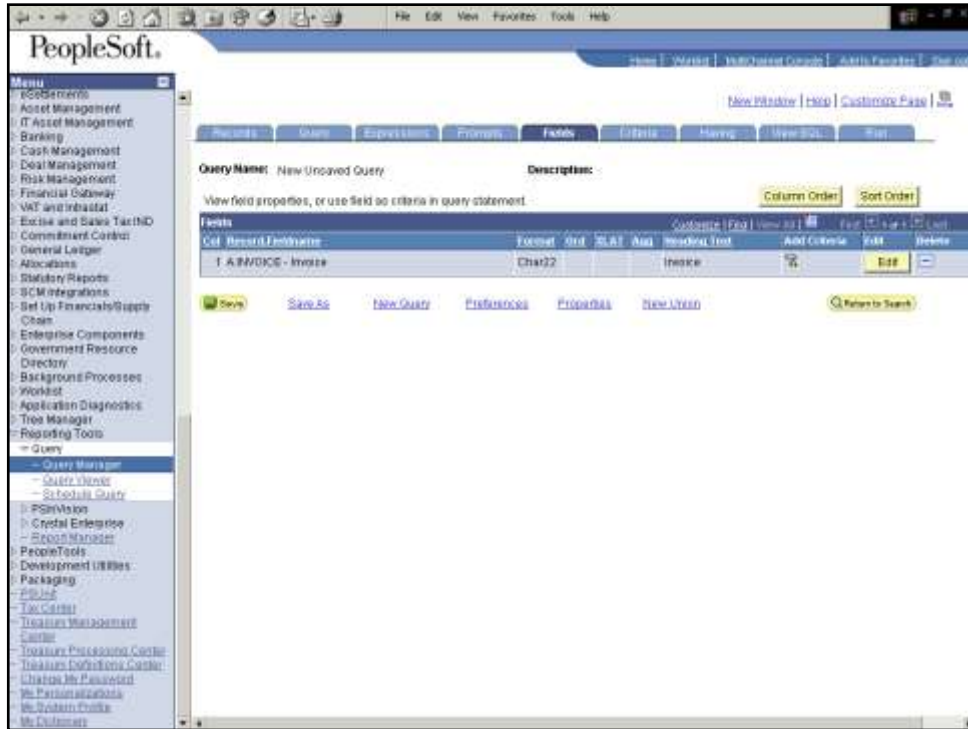 File Edit View Favorites Tools Help
PeopleSoft.
Home Worklist MultiChannel Console Add to Favorites Sign out
Menu
eSettlements
Asset Management
IT Asset Management
Banking
Cash Management
Deal Management
Risk Management
Financial Gateway
VAT and Intrastat
Excise and Sales Tax IND
Commitment Control
General Ledger
Allocations
Statutory Reports
SCM Integrations
Set Up Financials/Supply
Chain
Enterprise Components
Government Resource
Directory
Background Processes
Worklist
Application Diagnostics
Tree Manager
Reporting Tools
Query
Query Manager
Query Viewer
Schedule Query
PS/nVision
Crystal Enterprise
Report Manager
PeopleTools
Development Utilities
Packaging
PSUnit
Tax Center
Treasury Management
Center
Treasury Processing Center
Treasury Definitions Center
Change My Password
My Personalizations
My System Profile
My Dictionary
New Window | Help | Customize Page |
Records Query Expressions Prompts Fields Criteria Having View SQL Run
Query Name: New Unsaved Query Description:
View field properties, or use field as criteria in query statement.
Column Order Sort Order
Fields Customize | Find | View All | First 1 of 1 Last
Col Record.Fieldname Format Ord XLAT Agg Heading Text Add Criteria Edit Delete
1 A.INVOICE - Invoice Char22 Invoice Edit
Save Save As New Query Preferences Properties New Union Return to Search